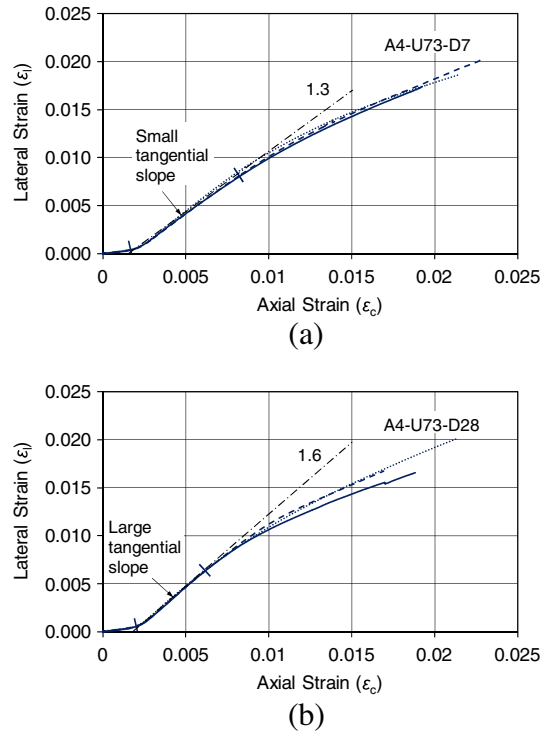 0.025
0.020
0.015
0.010
0.005
0.000
Lateral Strain (εl)
A4-U73-D7
1.3
Small
tangential
slope
0 0.005 0.01 0.015 0.02 0.025
Axial Strain (εc)
(a)
0.025
0.020
0.015
0.010
0.005
0.000
Lateral Strain (εl)
A4-U73-D28
1.6
Large
tangential
slope
0 0.005 0.01 0.015 0.02 0.025
Axial Strain (εc)
(b)